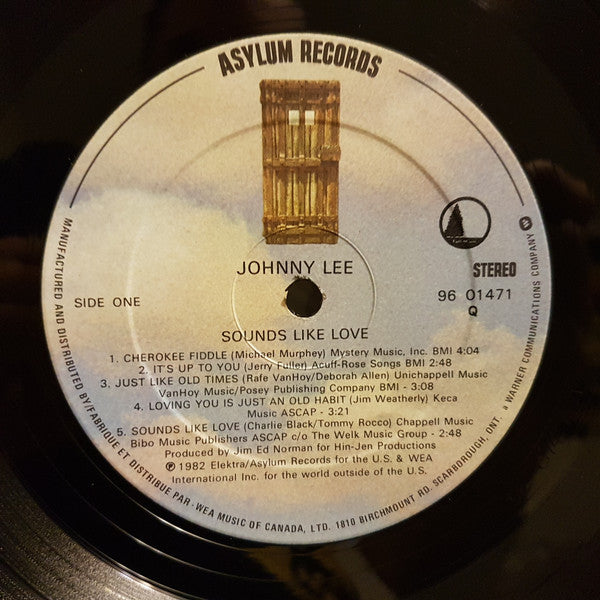 ASYLUM RECORDS
JOHNNY LEE
STEREO
SIDE ONE
96 01471
Q
SOUNDS LIKE LOVE
1. CHEROKEE FIDDLE (Michael Murphey) Mystery Music, Inc. BMI 4:04
2. IT'S UP TO YOU (Jerry Fuller) Acuff-Rose Songs BMI 2:48
3. JUST LIKE OLD TIMES (Rafe VanHoy/Deborah Allen) Unichappell Music
VanHoy Music/Posey Publishing Company BMI - 3:08
4. LOVING YOU IS JUST AN OLD HABIT (Jim Weatherly) Keca
Music ASCAP - 3:21
5. SOUNDS LIKE LOVE (Charlie Black/Tommy Rocco) Chappell Music
Bibo Music Publishers ASCAP c/o The Welk Music Group - 2:48
Produced by Jim Ed Norman for Hin-Jen Productions
℗ 1982 Elektra/Asylum Records for the U.S. & WEA
International Inc. for the world outside of the U.S.
MANUFACTURED AND DISTRIBUTED BY/FABRIQUE ET DISTRIBUE PAR - WEA MUSIC OF CANADA, LTD. 1810 BIRCHMOUNT RD. SCARBOROUGH, ONT. a WARNER COMMUNICATIONS COMPANY